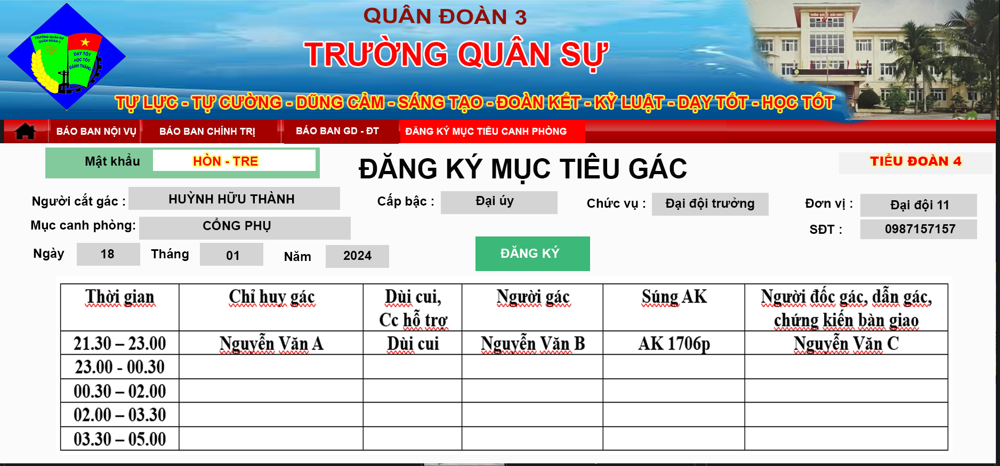 QUÂN ĐOÀN 3
TRƯỜNG QUÂN SỰ
TRƯỜNG QUÂN SỰ
QUÂN ĐOÀN 3
DẠY TỐT
HỌC TỐT
ĐÁNH THẮNG
TRƯỜNG QUÂN SỰ - QUÂN ĐOÀN 3
TỰ LỰC - TỰ CƯỜNG - DŨNG CẢM - SÁNG TẠO - ĐOÀN KẾT - KỶ LUẬT - DẠY TỐT - HỌC TỐT
BÁO BAN NỘI VỤ BÁO BAN CHÍNH TRỊ BÁO BAN GD - ĐT ĐĂNG KÝ MỤC TIÊU CANH PHÒNG
Mật khẩu HÒN - TRE ĐĂNG KÝ MỤC TIÊU GÁC TIỂU ĐOÀN 4
Người cắt gác : HUỲNH HỮU THÀNH Cấp bậc : Đại úy Chức vụ : Đại đội trưởng Đơn vị : Đại đội 11
Mục canh phòng: CỔNG PHỤ SĐT : 0987157157
Ngày 18 Tháng 01 Năm 2024 ĐĂNG KÝ
Thời gian Chỉ huy gác Dùi cui, Người gác Súng AK Người đốc gác, dẫn gác,
Cc hỗ trợ chứng kiến bàn giao
21.30 – 23.00 Nguyễn Văn A Dùi cui Nguyễn Văn B AK 1706p Nguyễn Văn C
23.00 - 00.30
00.30 – 02.00
02.00 – 03.30
03.30 – 05.00